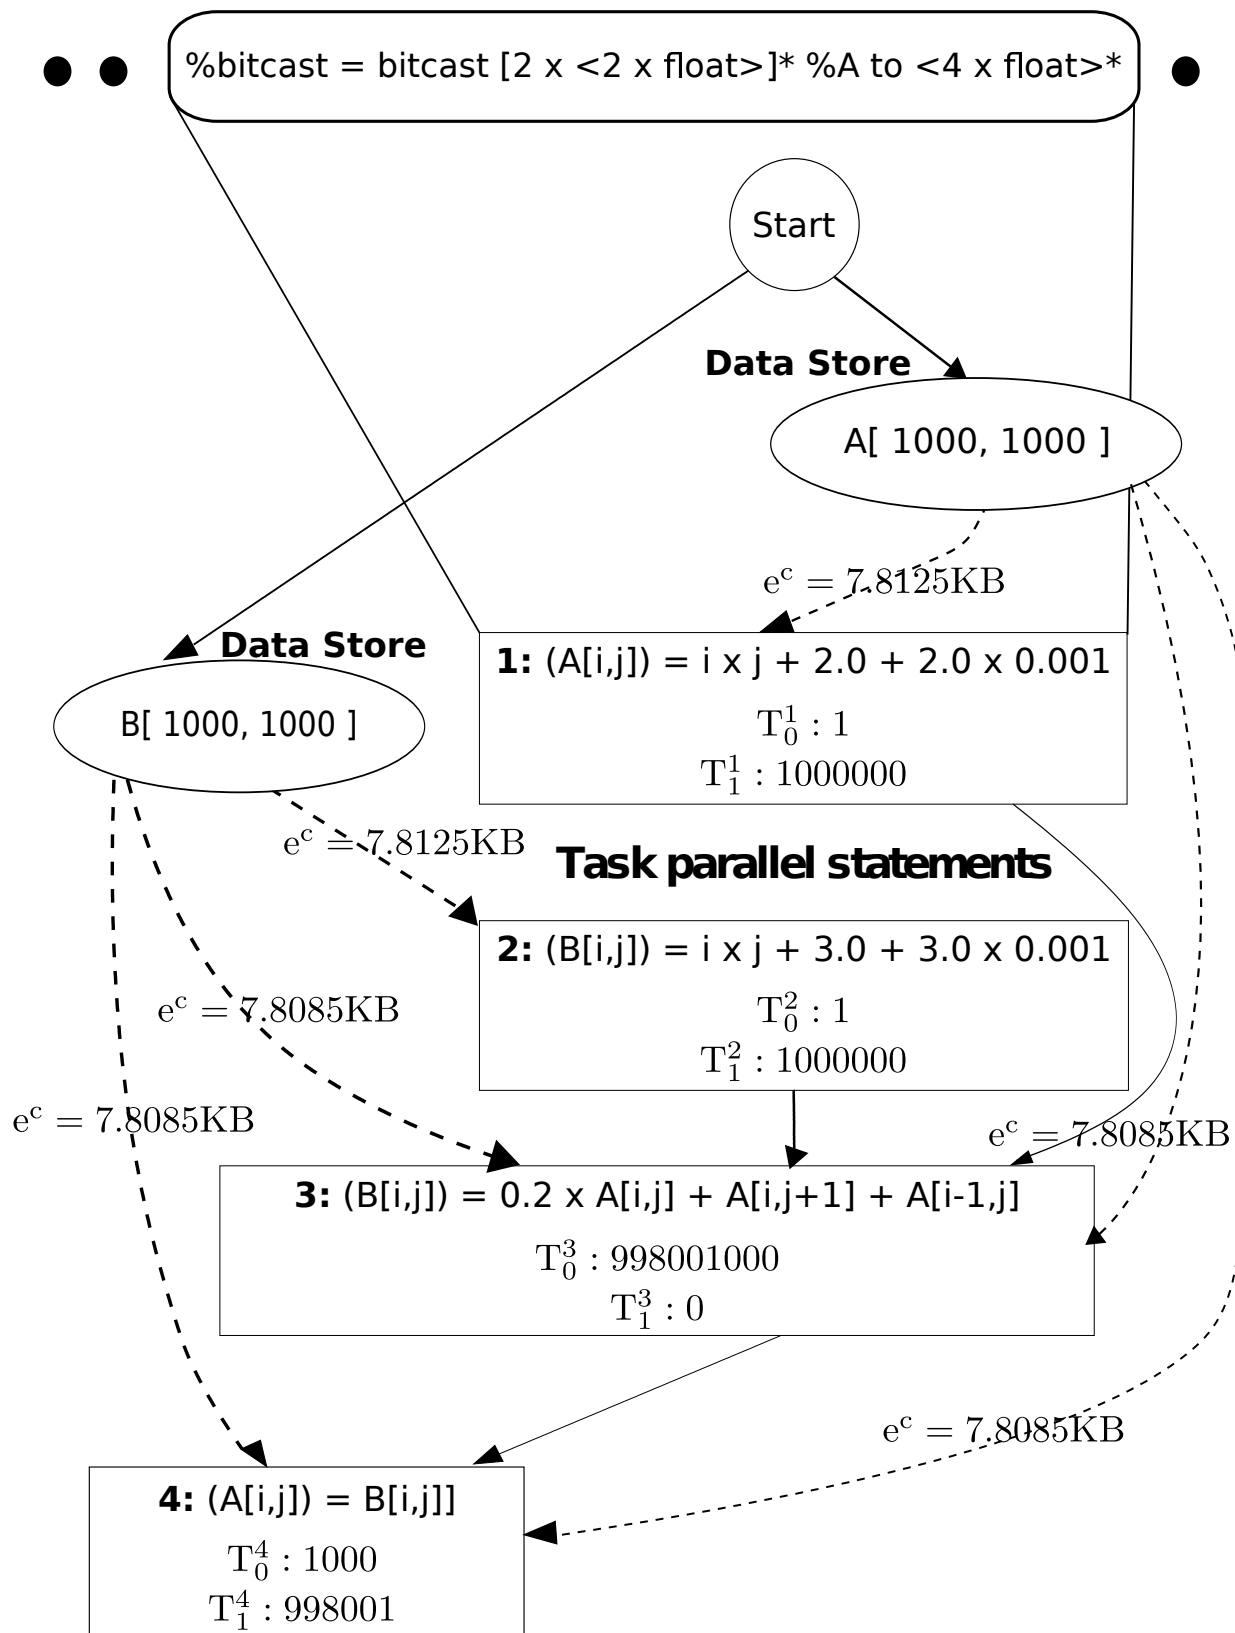 %bitcast = bitcast [2 x <2 x float>]* %A to <4 x float>*
Start
Data Store
A[ 1000, 1000 ]
e^c = 7.8125KB
Data Store
B[ 1000, 1000 ]
1: (A[i,j]) = i x j + 2.0 + 2.0 x 0.001
T_0^1 : 1
T_1^1 : 1000000
e^c = 7.8125KB
Task parallel statements
2: (B[i,j]) = i x j + 3.0 + 3.0 x 0.001
T_0^2 : 1
T_1^2 : 1000000
e^c = 7.8085KB
e^c = 7.8085KB
e^c = 7.8085KB
3: (B[i,j]) = 0.2 x A[i,j] + A[i,j+1] + A[i-1,j]
T_0^3 : 998001000
T_1^3 : 0
e^c = 7.8085KB
4: (A[i,j]) = B[i,j]]
T_0^4 : 1000
T_1^4 : 998001